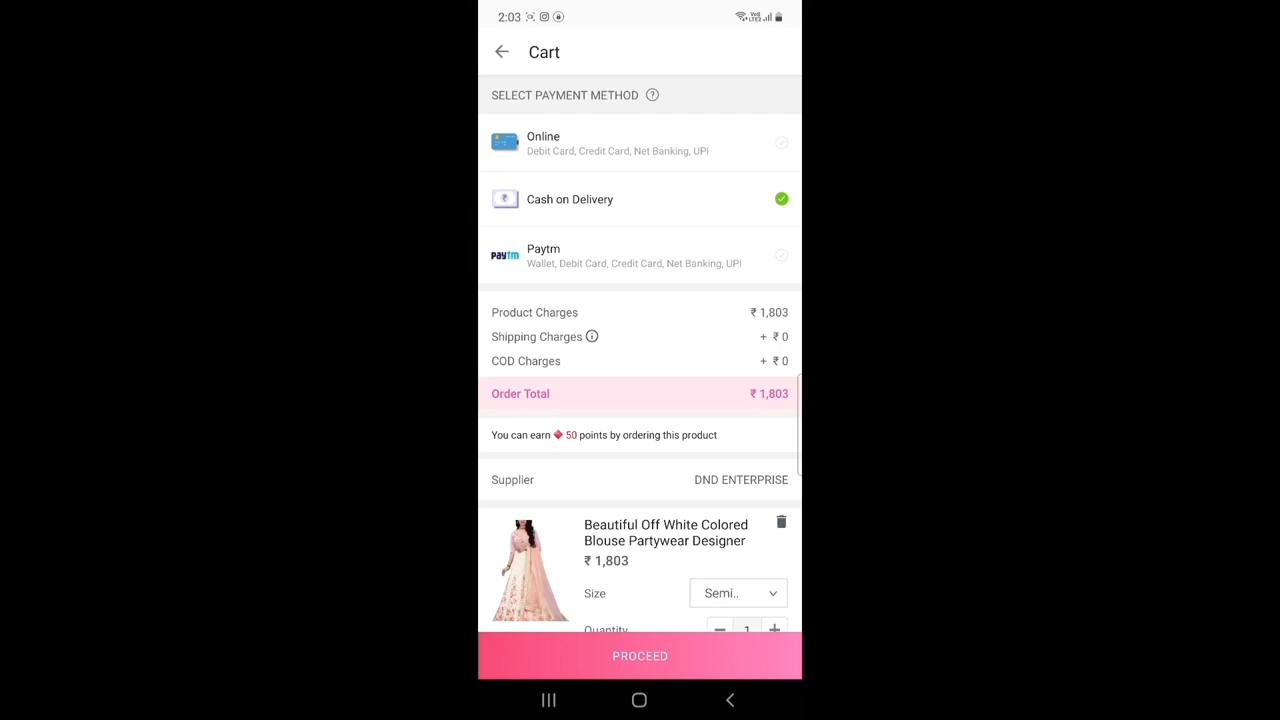 2:03
Cart
SELECT PAYMENT METHOD
Online
Debit Card, Credit Card, Net Banking, UPI
Cash on Delivery
Paytm
Paytm
Wallet, Debit Card, Credit Card, Net Banking, UPI
Product Charges ₹ 1,803
Shipping Charges + ₹ 0
COD Charges + ₹ 0
Order Total ₹ 1,803
You can earn 50 points by ordering this product
Supplier DND ENTERPRISE
Beautiful Off White Colored
Blouse Partywear Designer
₹ 1,803
Size Semi..
Quantity 1
PROCEED